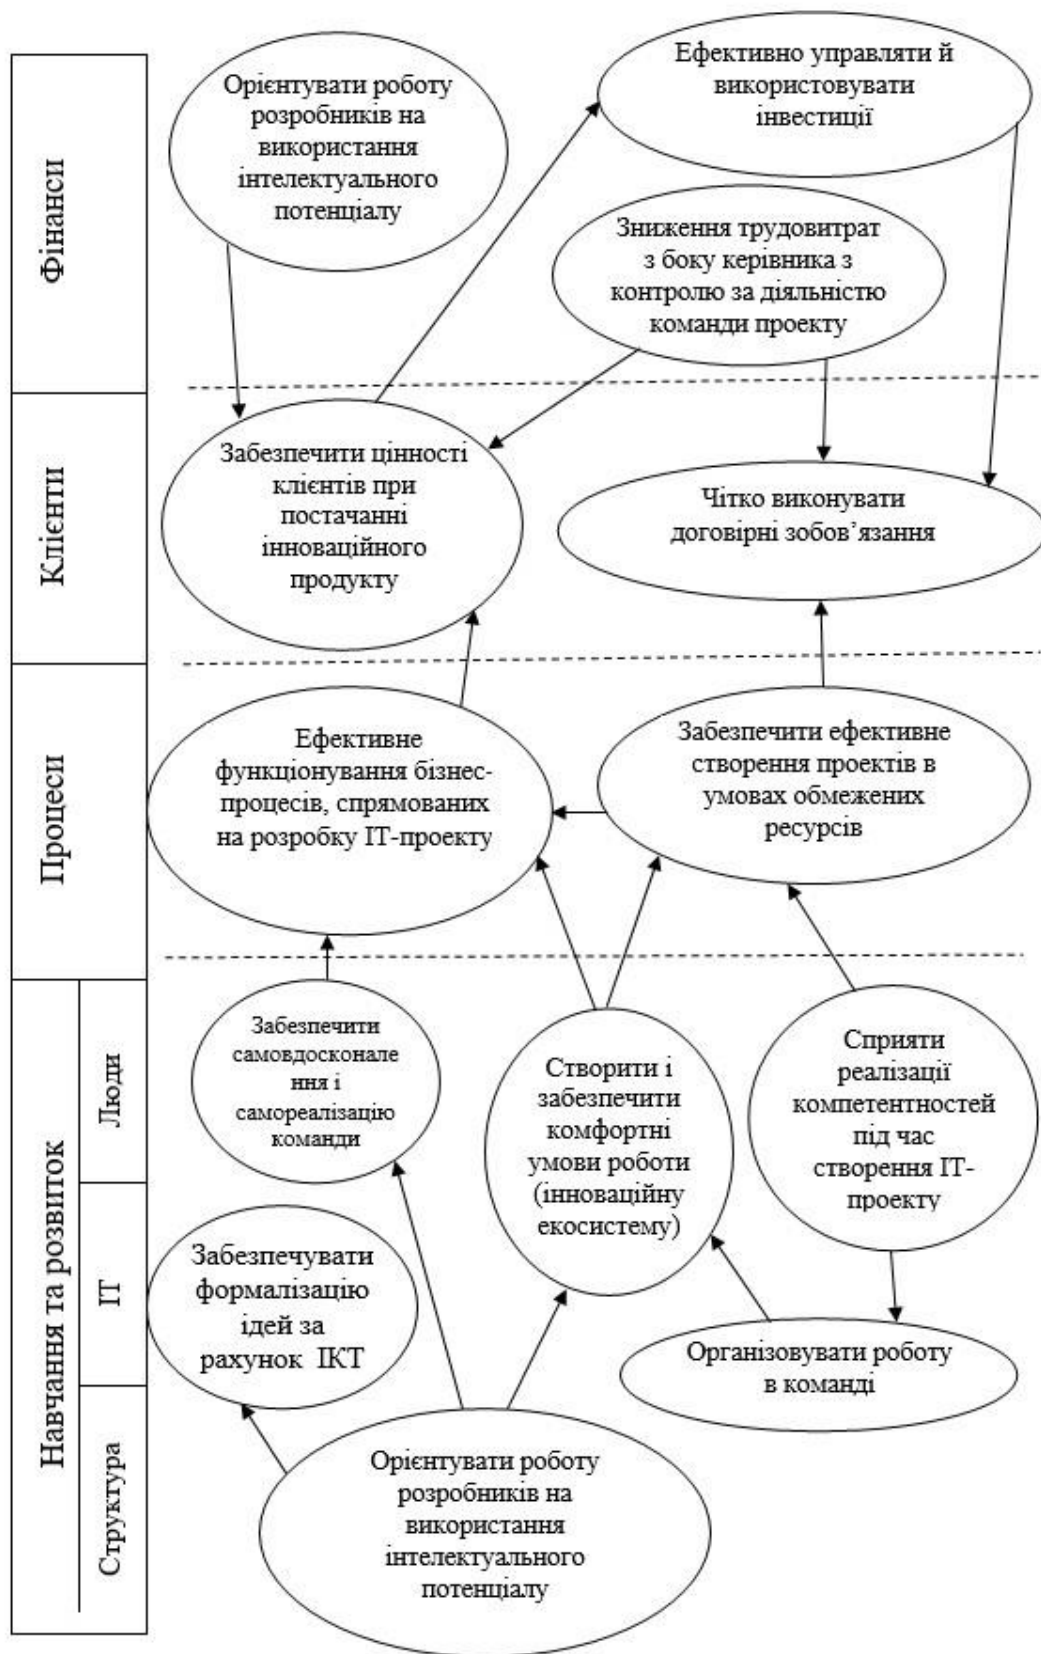 Фінанси
Орієнтувати роботу
розробників на
використання
інтелектуального
потенціалу
Ефективно управляти й
використовувати
інвестиції
Зниження трудовитрат
з боку керівника з
контролю за діяльністю
команди проекту
Клієнти
Забезпечити цінності
клієнтів при
постачанні
інноваційного
продукту
Чітко виконувати
договірні зобов’язання
Процеси
Ефективне
функціонування бізнес-
процесів, спрямованих
на розробку ІТ-проекту
Забезпечити ефективне
створення проектів в
умовах обмежених
ресурсів
Навчання та розвиток
Люди
Забезпечити
самовдосконале
ння і
самореалізацію
команди
Створити і
забезпечити
комфортні
умови роботи
(інноваційну
екосистему)
Сприяти
реалізації
компетентностей
під час
створення ІТ-
проекту
ІТ
Забезпечувати
формалізацію
ідей за
рахунок ІКТ
Організовувати роботу
в команді
Структура
Орієнтувати роботу
розробників на
використання
інтелектуального
потенціалу